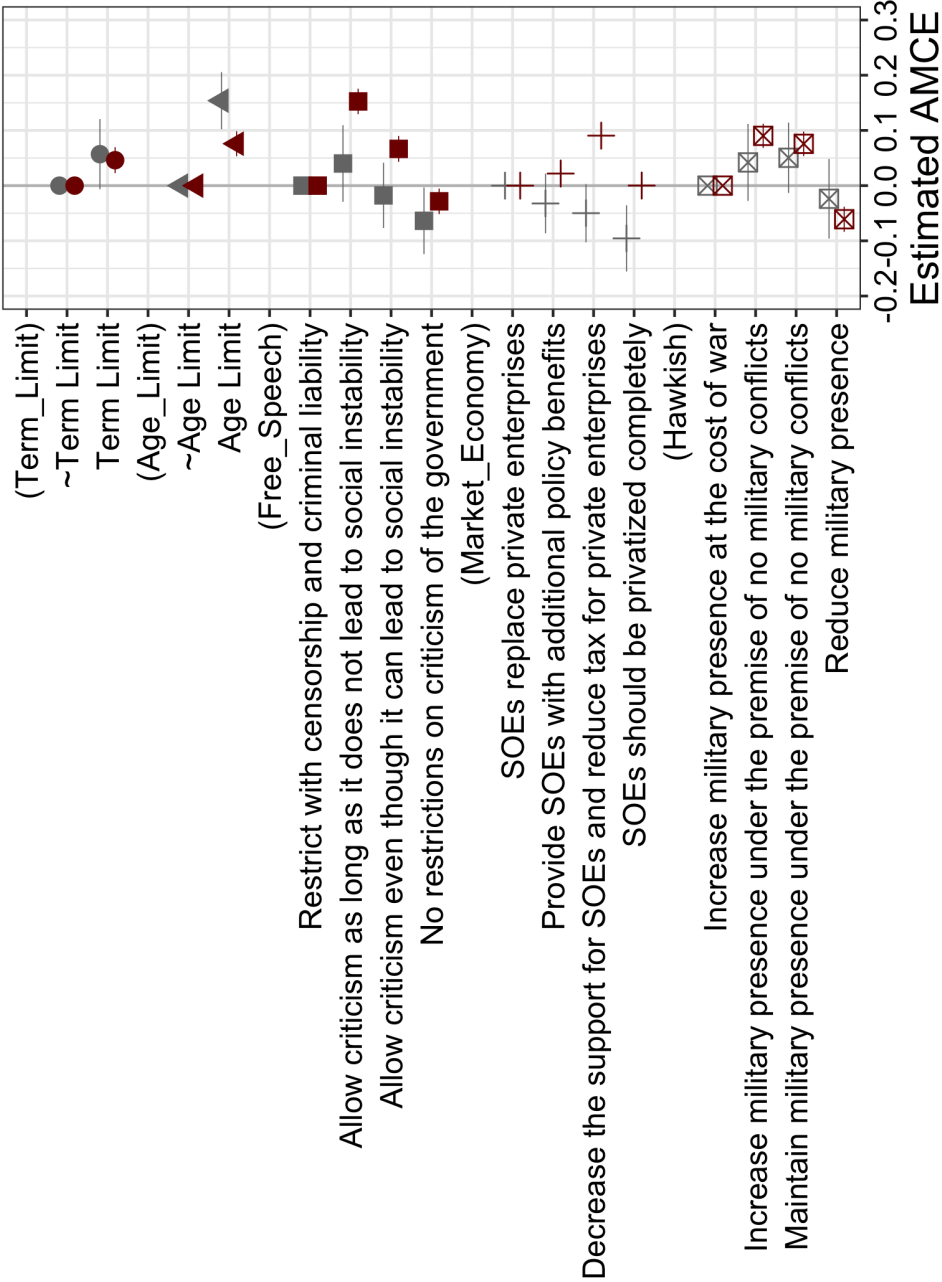 (Term_Limit)
~Term Limit
Term Limit
(Age_Limit)
~Age Limit
Age Limit
(Free_Speech)
Restrict with censorship and criminal liability
Allow criticism as long as it does not lead to social instability
Allow criticism even though it can lead to social instability
No restrictions on criticism of the government
(Market_Economy)
SOEs replace private enterprises
Provide SOEs with additional policy benefits
Decrease the support for SOEs and reduce tax for private enterprises
SOEs should be privatized completely
(Hawkish)
Increase military presence at the cost of war
Increase military presence under the premise of no military conflicts
Maintain military presence under the premise of no military conflicts
Reduce military presence
-0.2 -0.1 0.0 0.1 0.2 0.3
Estimated AMCE